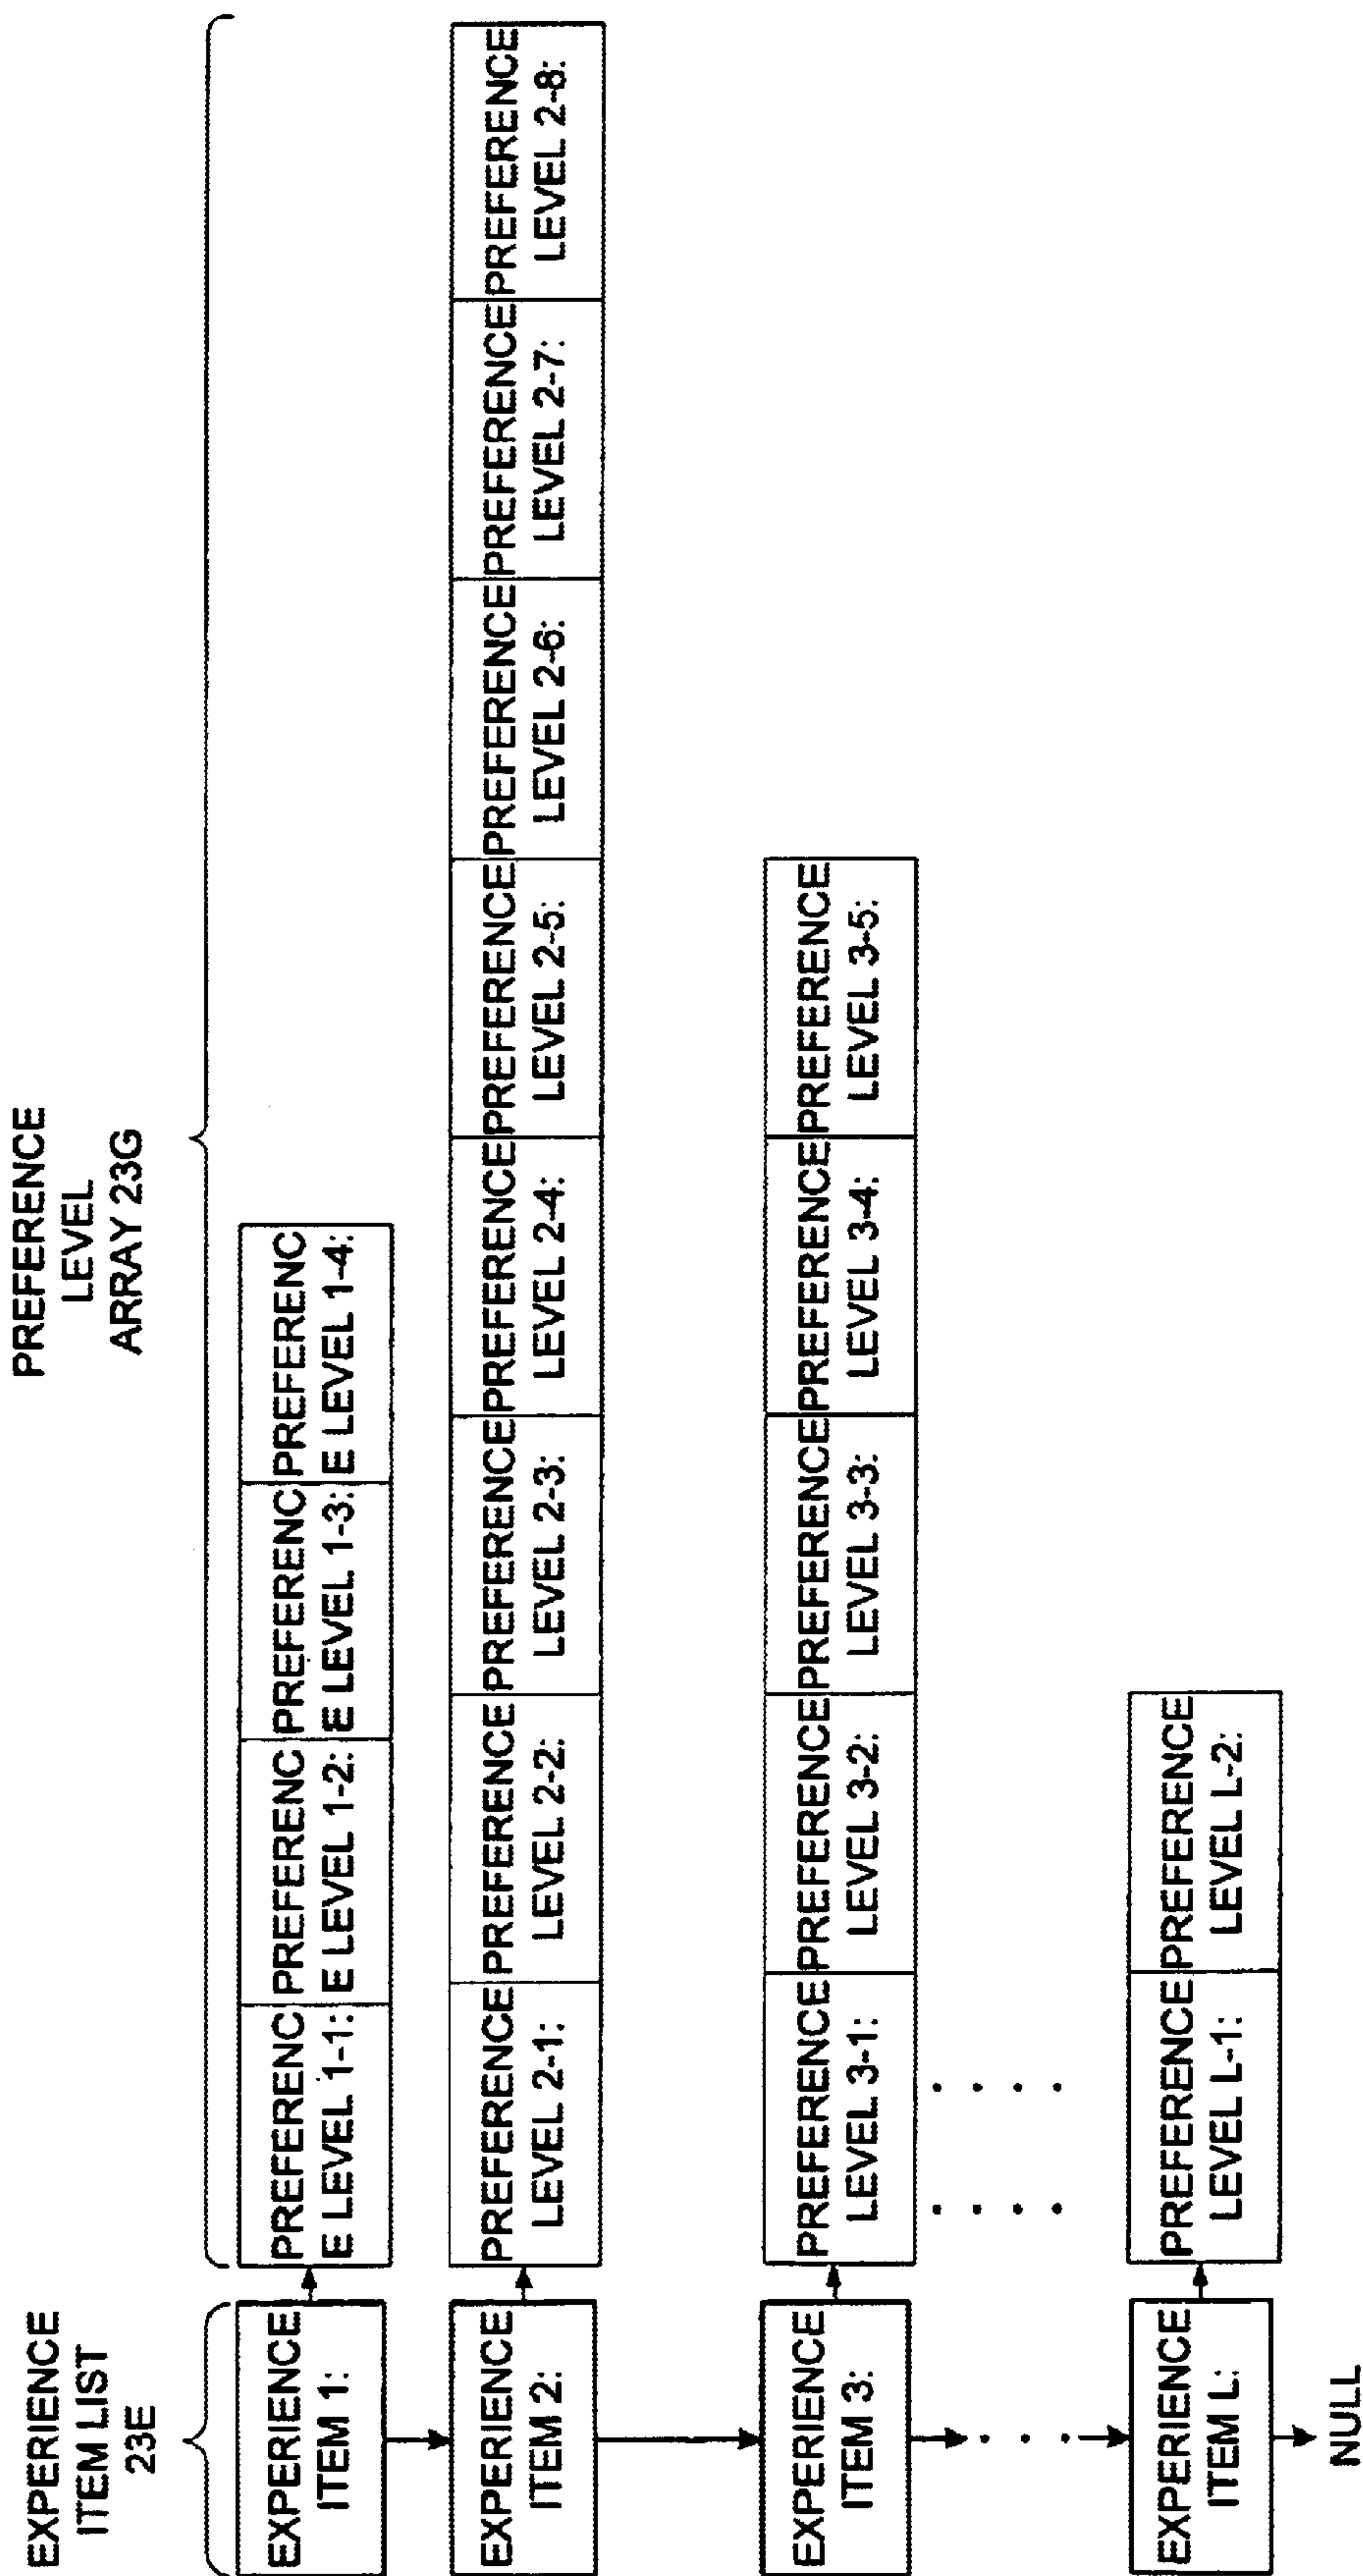 PREFERENCE
LEVEL
ARRAY 23G
EXPERIENCE
ITEM LIST
23E
EXPERIENCE
ITEM 1:
PREFERENC
E LEVEL 1-1:
PREFERENC
E LEVEL 1-2:
PREFERENC
E LEVEL 1-3:
PREFERENC
E LEVEL 1-4:
EXPERIENCE
ITEM 2:
PREFERENCE
LEVEL 2-1:
PREFERENCE
LEVEL 2-2:
PREFERENCE
LEVEL 2-3:
PREFERENCE
LEVEL 2-4:
PREFERENCE
LEVEL 2-5:
PREFERENCE
LEVEL 2-6:
PREFERENCE
LEVEL 2-7:
PREFERENCE
LEVEL 2-8:
EXPERIENCE
ITEM 3:
PREFERENCE
LEVEL 3-1:
PREFERENCE
LEVEL 3-2:
PREFERENCE
LEVEL 3-3:
PREFERENCE
LEVEL 3-4:
PREFERENCE
LEVEL 3-5:
EXPERIENCE
ITEM L:
PREFERENCE
LEVEL L-1:
PREFERENCE
LEVEL L-2:
NULL